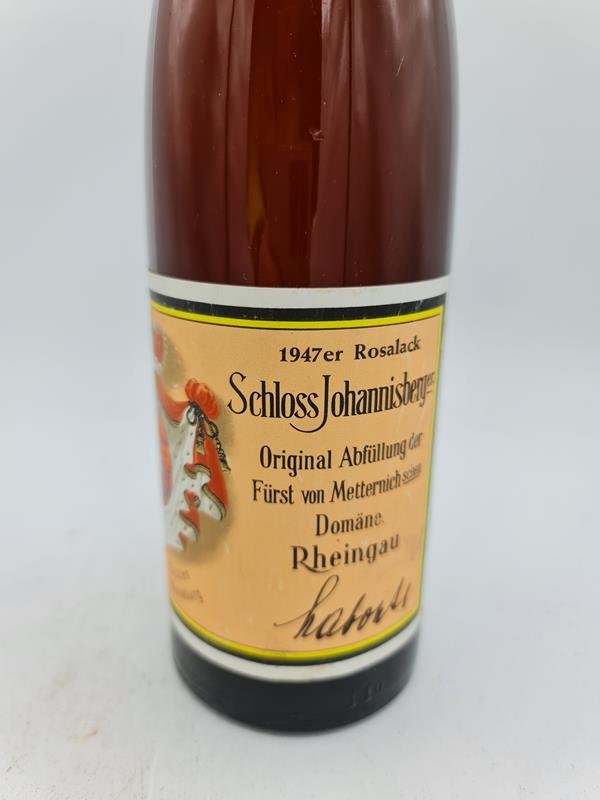 1947er Rosalack
Schloss Johannisberger
Original Abfüllung der
Fürst von Metternich-schen
Domäne.
Rheingau